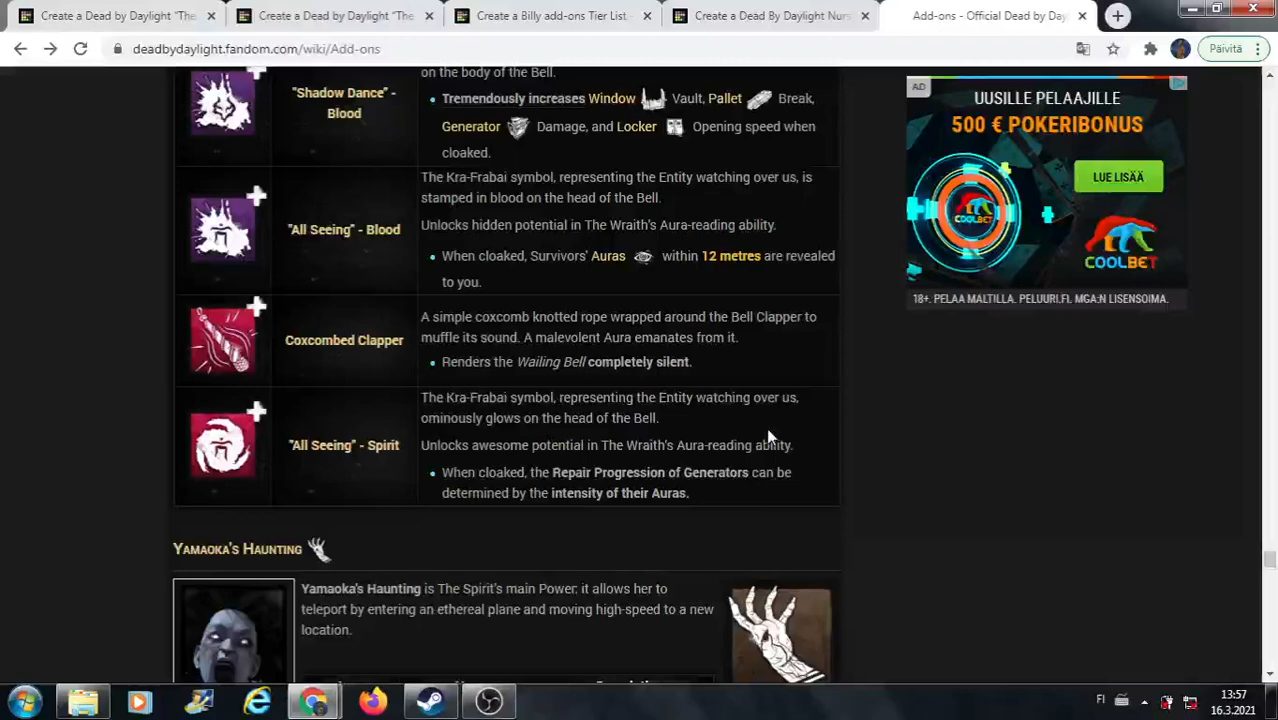 Create a Dead by Daylight "The
Create a Dead by Daylight "The
Create a Billy add-ons Tier List -
Create a Dead By Daylight Nurs
Add-ons - Official Dead by Day
deadbydaylight.fandom.com/wiki/Add-ons
Päivitä
on the body of the Bell.
"Shadow Dance" -
Blood
Tremendously increases Window Vault, Pallet Break,
Generator Damage, and Locker Opening speed when
cloaked.
The Kra-Frabai symbol, representing the Entity watching over us, is
stamped in blood on the head of the Bell.
"All Seeing" - Blood
Unlocks hidden potential in The Wraith's Aura-reading ability.
When cloaked, Survivors' Auras within 12 metres are revealed
to you.
A simple coxcomb knotted rope wrapped around the Bell Clapper to
muffle its sound. A malevolent Aura emanates from it.
Coxcombed Clapper
Renders the Wailing Bell completely silent.
The Kra-Frabai symbol, representing the Entity watching over us,
ominously glows on the head of the Bell.
"All Seeing" - Spirit
Unlocks awesome potential in The Wraith's Aura-reading ability.
When cloaked, the Repair Progression of Generators can be
determined by the intensity of their Auras.
YAMAOKA'S HAUNTING
Yamaoka's Haunting is The Spirit's main Power: it allows her to
teleport by entering an ethereal plane and moving high-speed to a new
location.
AD
UUSILLE PELAAJILLE
500 € POKERIBONUS
LUE LISÄÄ
COOLBET
COOLBET
18+. PELAA MALTILLA. PELUURI.FI. MGA:N LISENSOIMA.
FI
13:57
16.3.2021